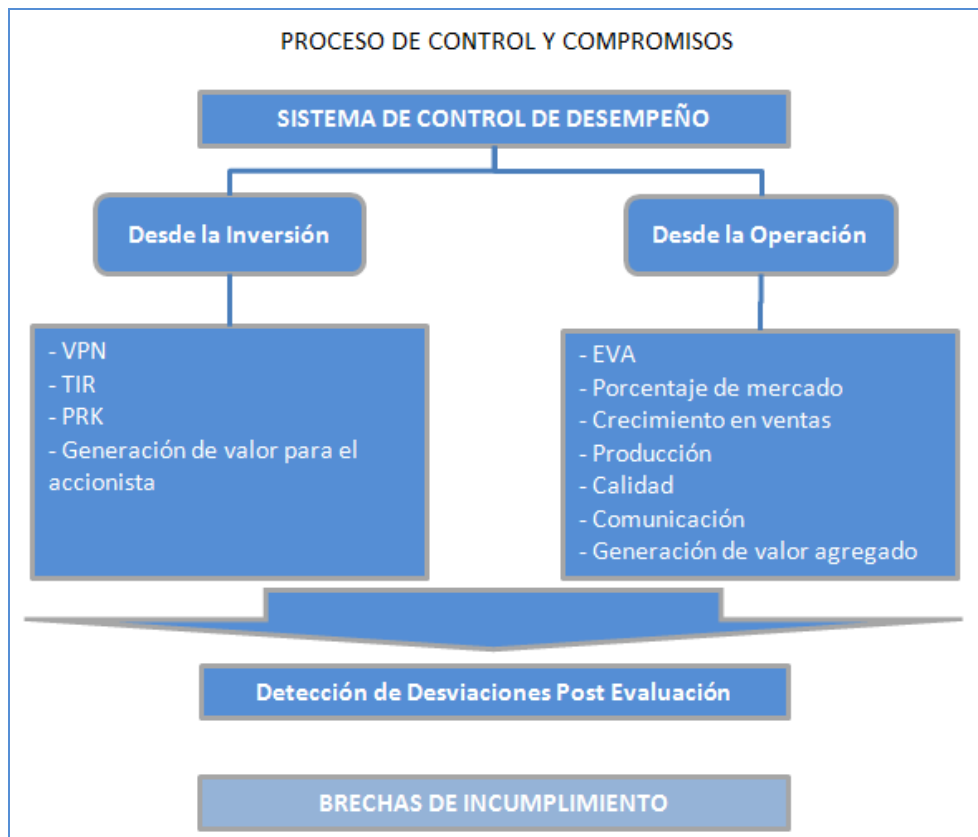 PROCESO DE CONTROL Y COMPROMISOS
SISTEMA DE CONTROL DE DESEMPEÑO
Desde la Inversión
Desde la Operación
- VPN
- TIR
- PRK
- Generación de valor para el
accionista
- EVA
- Porcentaje de mercado
- Crecimiento en ventas
- Producción
- Calidad
- Comunicación
- Generación de valor agregado
Detección de Desviaciones Post Evaluación
BRECHAS DE INCUMPLIMIENTO